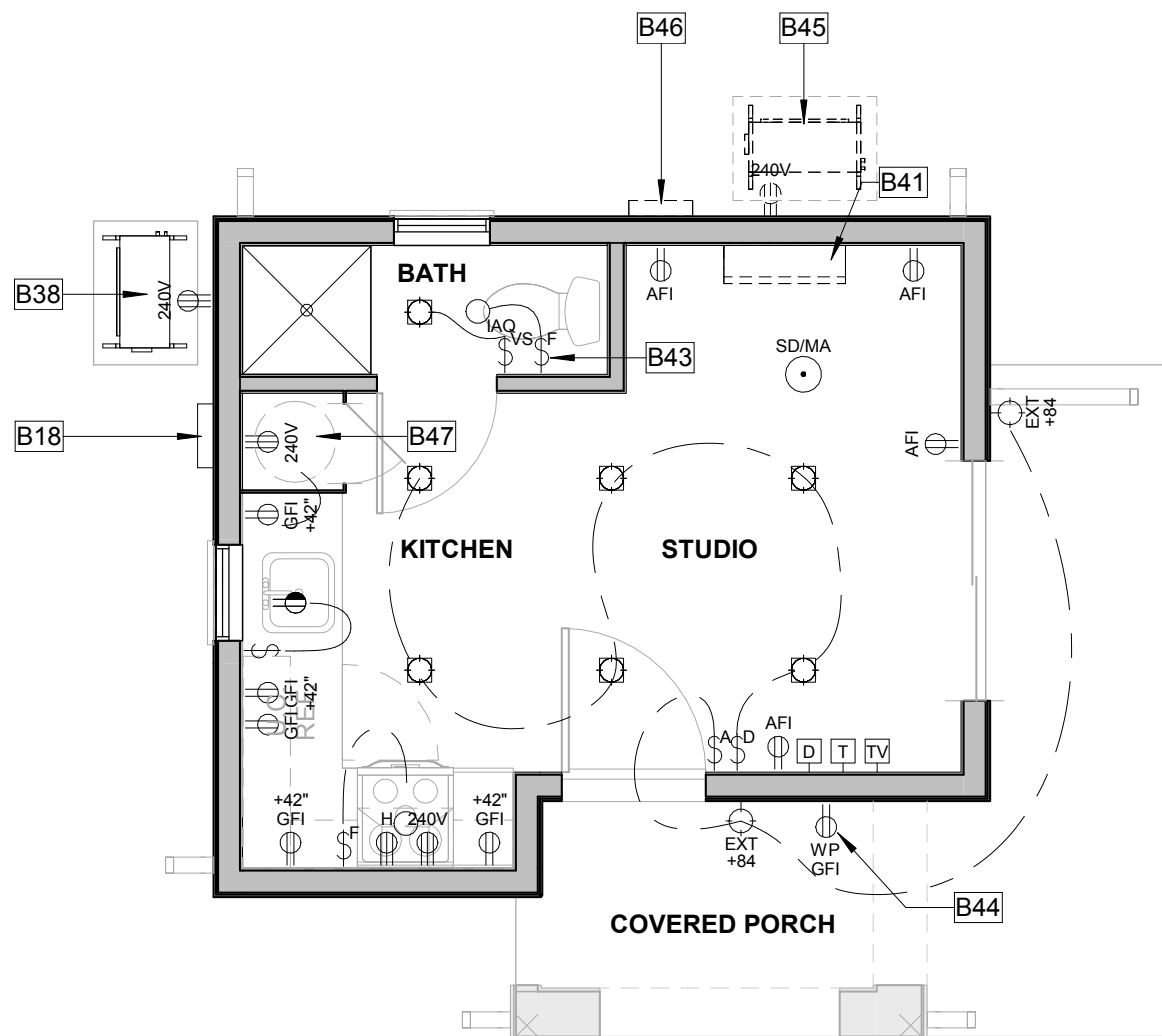 B46
B45
240V
B41
B38
240V
BATH
AFI
AFI
IAQ
VS
F
B43
SD/MA
EXT
+84
B18
240V
B47
AFI
GFI
+42"
KITCHEN
STUDIO
S
GFI
+42"
GFI
REF
A
D
AFI
D
T
TV
+42"
GFI
F
H
240V
+42"
GFI
EXT
+84
WP
GFI
B44
COVERED PORCH